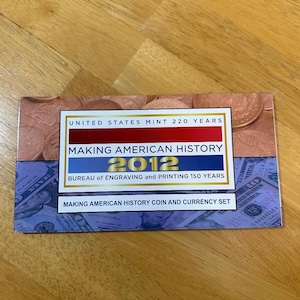 UNITED STATES MINT 220 YEARS
MAKING AMERICAN HISTORY
2012
BUREAU of ENGRAVING and PRINTING 150 YEARS
MAKING AMERICAN HISTORY COIN AND CURRENCY SET